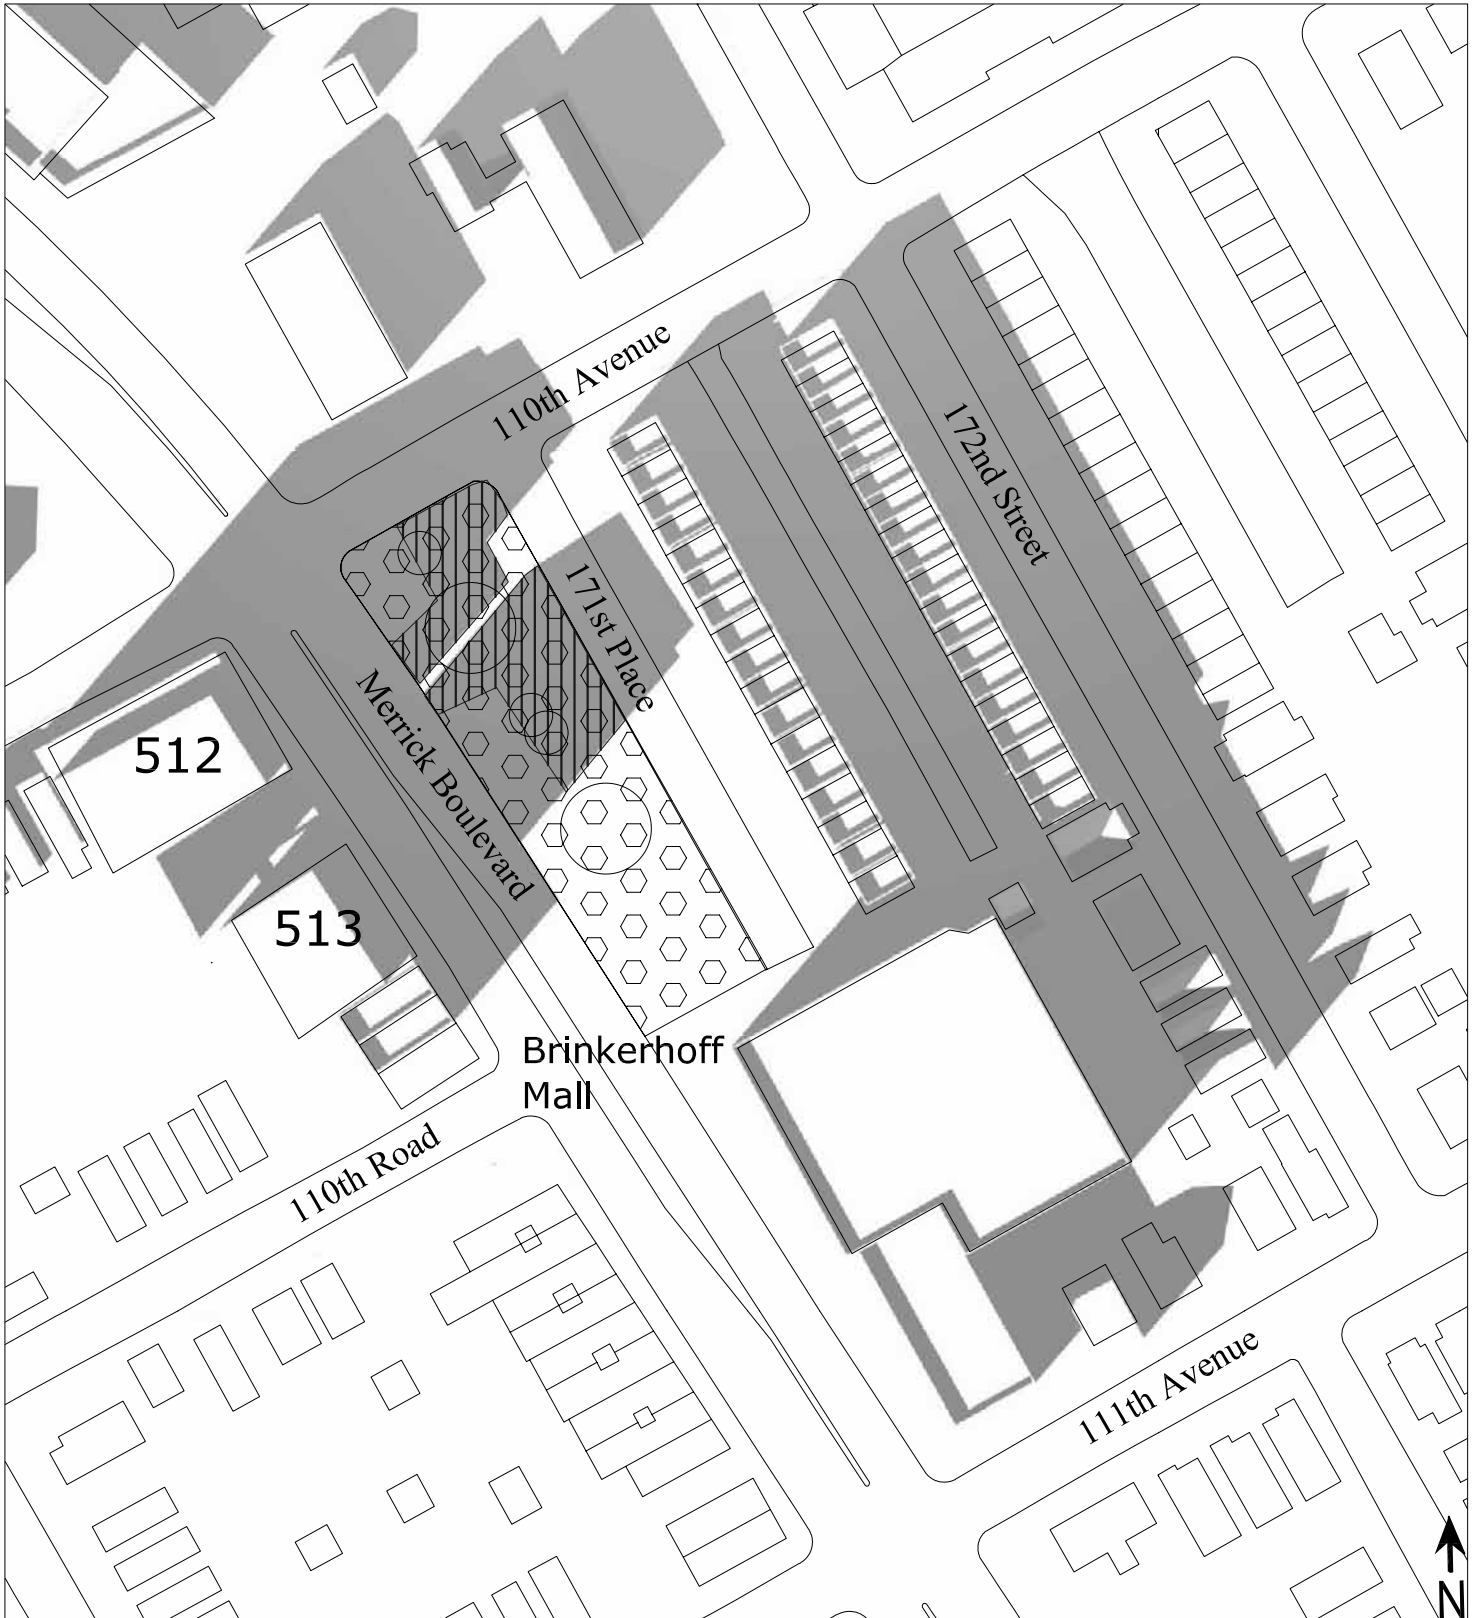 110th Avenue
172nd Street
171st Place
Merrick Boulevard
512
513
Brinkerhoff
Mall
110th Road
111th Avenue
N